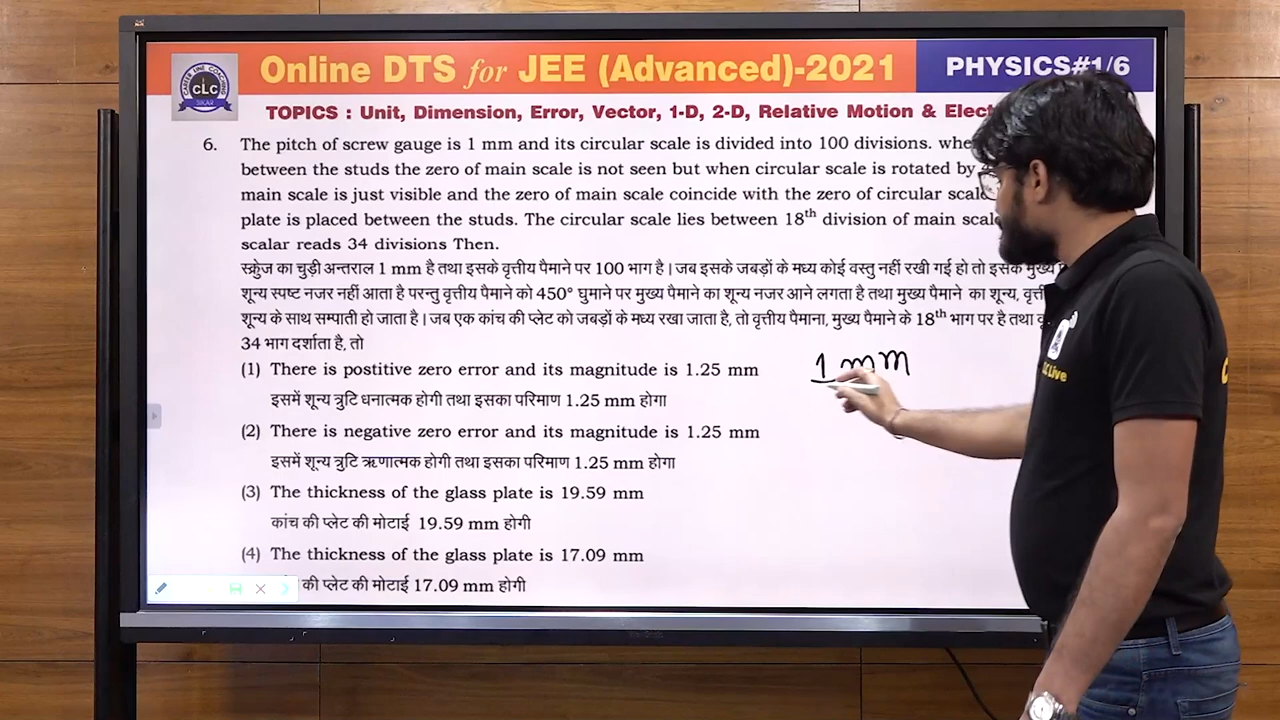 Online DTS for JEE (Advanced)-2021
PHYSICS#1/6
CLC
SIKAR
TOPICS : Unit, Dimension, Error, Vector, 1-D, 2-D, Relative Motion &
6. The pitch of screw gauge is 1 mm and its circular scale is divided into 100 divisions.
between the studs the zero of main scale is not seen but when circular scale is rotated by
main scale is just visible and the zero of main scale coincide with the zero of circular
plate is placed between the studs. The circular scale lies between 18th division of main
scalar reads 34 divisions Then.
स्क्रुेज का चुड़ी अन्तराल 1 mm है तथा इसके वृत्तीय पैमाने पर 100 भाग है। जब इसके जबड़ों के मध्य कोई वस्तु नहीं रखी गई हो तो इसके मुख्य
शून्य स्पष्ट नजर नहीं आता है परन्तु वृत्तीय पैमाने को 450° घुमाने पर मुख्य पैमाने का शून्य नजर आने लगता है तथा मुख्य पैमाने का शून्य,
शून्य के साथ सम्पाती हो जाता है। जब एक कांच की प्लेट को जबड़ों के मध्य रखा जाता है, तो वृत्तीय पैमाना, मुख्य पैमाने के 18th भाग पर है तथा
34 भाग दर्शाता है, तो
(1) There is postitive zero error and its magnitude is 1.25 mm
इसमें शून्य त्रुटि धनात्मक होगी तथा इसका परिमाण 1.25 mm होगा
(2) There is negative zero error and its magnitude is 1.25 mm
इसमें शून्य त्रुटि ऋणात्मक होगी तथा इसका परिमाण 1.25 mm होगा
(3) The thickness of the glass plate is 19.59 mm
कांच की प्लेट की मोटाई 19.59 mm होगी
(4) The thickness of the glass plate is 17.09 mm
की प्लेट की मोटाई 17.09 mm होगी
1 mm
Live